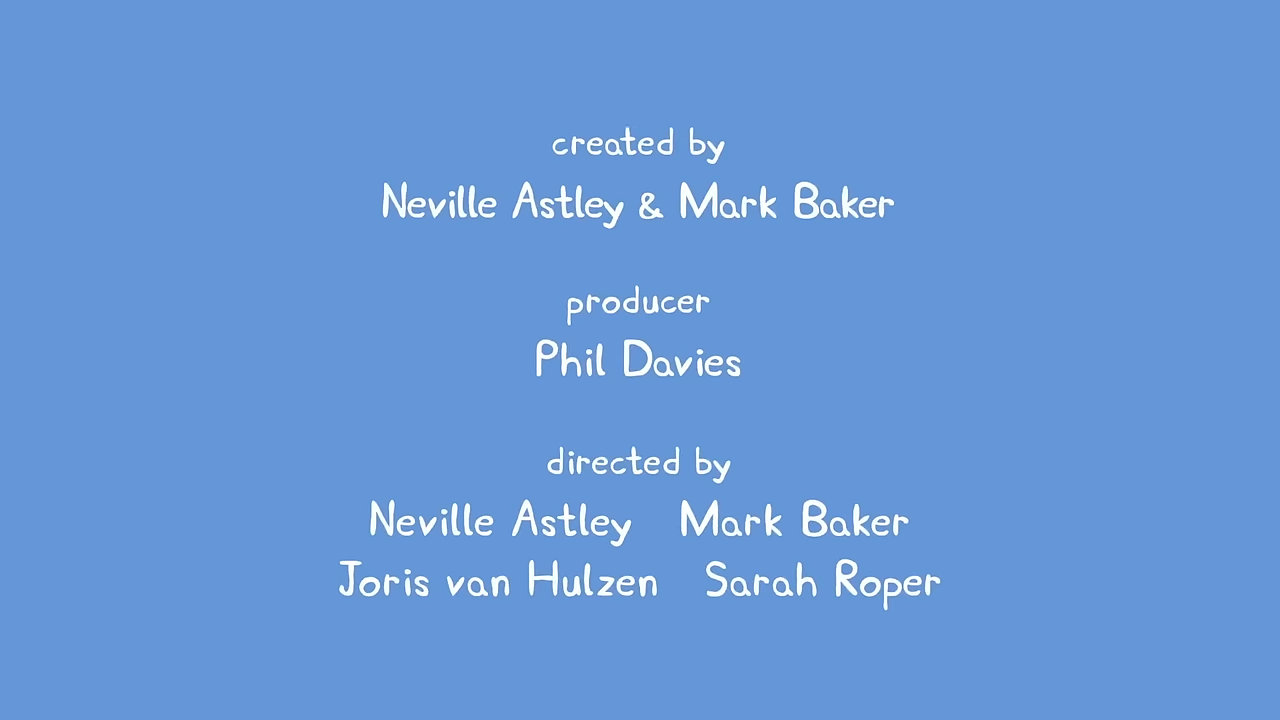 created by
Neville Astley & Mark Baker
producer
Phil Davies
directed by
Neville Astley Mark Baker
Joris van Hulzen Sarah Roper